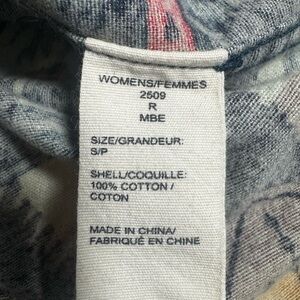 WOMENS/FEMMES
2509
R
MBE
SIZE/GRANDEUR:
S/P
SHELL/COQUILLE:
100% COTTON /
COTON
MADE IN CHINA/
FABRIQUÉ EN CHINE